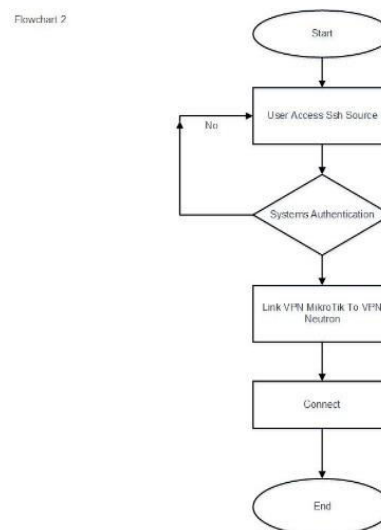 Flowchart 2
Start
User Access Ssh Source
No
Systems Authentication
Link VPN MikroTik To VPN
Neutron
Connect
End